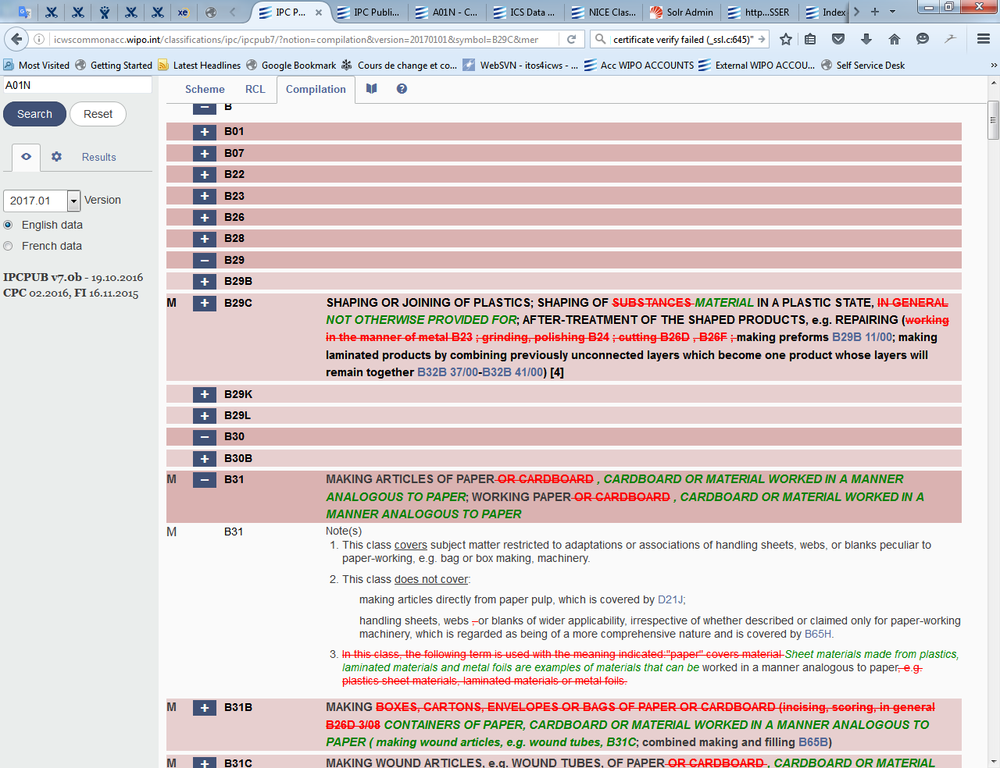 IPC P...
IPC Publi...
A01N - C...
ICS Data ...
NICE Clas...
Solr Admin
http...SSER
Index
icwscommonacc.wipo.int/classifications/ipc/ipcpub7/?notion=compilation&version=20170101&symbol=B29C&mer
certificate verify failed (_ssl.c:645)"
Most Visited
Getting Started
Latest Headlines
Google Bookmark
Cours de change et co...
WebSVN - itos4icws - ...
Acc WIPO ACCOUNTS
External WIPO ACCOU...
Self Service Desk
A01N
Search
Reset
Results
2017.01
Version
English data
French data
IPCPUB v7.0b - 19.10.2016
CPC 02.2016, FI 16.11.2015
Scheme
RCL
Compilation
B
B01
B07
B22
B23
B26
B28
B29
B29B
M B29C SHAPING OR JOINING OF PLASTICS; SHAPING OF SUBSTANCES MATERIAL IN A PLASTIC STATE, IN GENERAL
NOT OTHERWISE PROVIDED FOR; AFTER-TREATMENT OF THE SHAPED PRODUCTS, e.g. REPAIRING (working
in the manner of metal B23 ; grinding, polishing B24 ; cutting B26D , B26F ; making preforms B29B 11/00; making
laminated products by combining previously unconnected layers which become one product whose layers will
remain together B32B 37/00-B32B 41/00) [4]
B29K
B29L
B30
B30B
M B31 MAKING ARTICLES OF PAPER OR CARDBOARD , CARDBOARD OR MATERIAL WORKED IN A MANNER
ANALOGOUS TO PAPER; WORKING PAPER OR CARDBOARD , CARDBOARD OR MATERIAL WORKED IN A
MANNER ANALOGOUS TO PAPER
M B31 Note(s)
1. This class covers subject matter restricted to adaptations or associations of handling sheets, webs, or blanks peculiar to
paper-working, e.g. bag or box making, machinery.
2. This class does not cover:
making articles directly from paper pulp, which is covered by D21J;
handling sheets, webs , or blanks of wider applicability, irrespective of whether described or claimed only for paper-working
machinery, which is regarded as being of a more comprehensive nature and is covered by B65H.
3. In this class, the following term is used with the meaning indicated:"paper" covers material Sheet materials made from plastics,
laminated materials and metal foils are examples of materials that can be worked in a manner analogous to paper, e.g.
plastics sheet materials, laminated materials or metal foils.
M B31B MAKING BOXES, CARTONS, ENVELOPES OR BAGS OF PAPER OR CARDBOARD (incising, scoring, in general
B26D 3/08 CONTAINERS OF PAPER, CARDBOARD OR MATERIAL WORKED IN A MANNER ANALOGOUS TO
PAPER ( making wound articles, e.g. wound tubes, B31C; combined making and filling B65B)
M B31C MAKING WOUND ARTICLES, e.g. WOUND TUBES, OF PAPER OR CARDBOARD , CARDBOARD OR MATERIAL